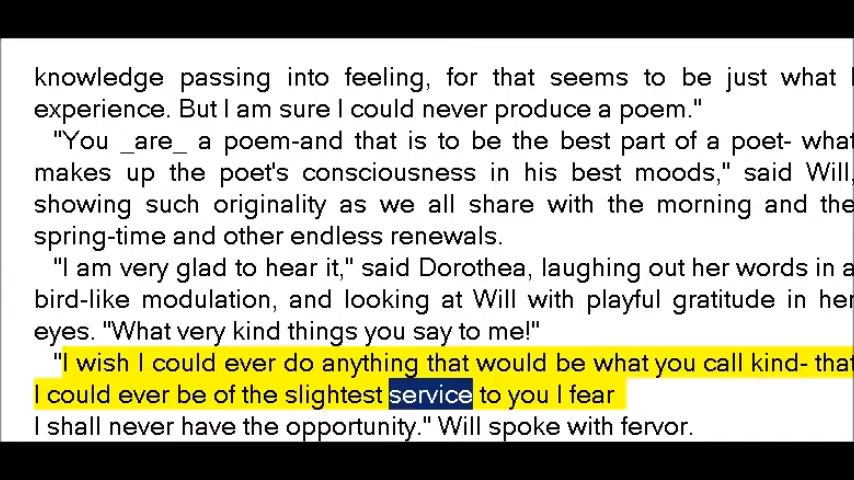 knowledge passing into feeling, for that seems to be just what I
experience. But I am sure I could never produce a poem."
"You _are_ a poem-and that is to be the best part of a poet- what
makes up the poet's consciousness in his best moods," said Will,
showing such originality as we all share with the morning and the
spring-time and other endless renewals.
"I am very glad to hear it," said Dorothea, laughing out her words in a
bird-like modulation, and looking at Will with playful gratitude in her
eyes. "What very kind things you say to me!"
"I wish I could ever do anything that would be what you call kind- that
I could ever be of the slightest service to you I fear
I shall never have the opportunity." Will spoke with fervor.